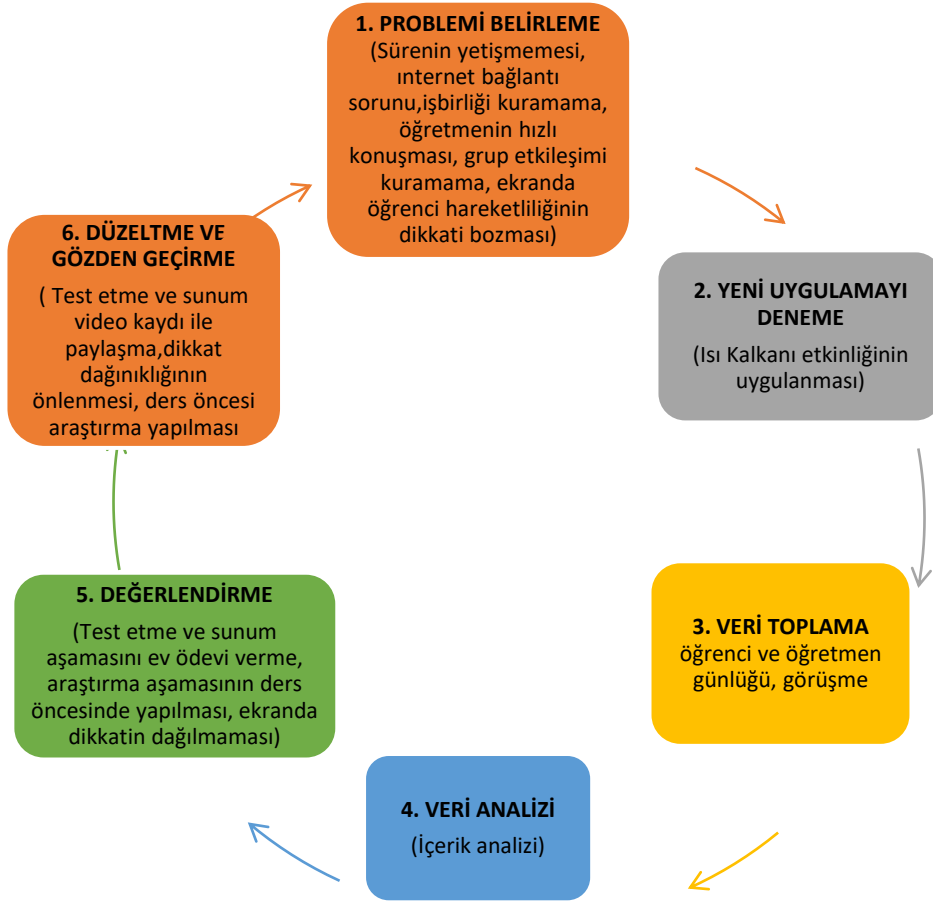 1. PROBLEMİ BELİRLEME
(Sürenin yetişmemesi,
ınternet bağlantı
sorunu,işbirliği kuramama,
öğretmenin hızlı
konuşması, grup etkileşimi
kuramama, ekranda
öğrenci hareketliliğinin
dikkati bozması)
2. YENİ UYGULAMAYI
DENEME
(Isı Kalkanı etkinliğinin
uygulanması)
3. VERİ TOPLAMA
öğrenci ve öğretmen
günlüğü, görüşme
4. VERİ ANALİZİ
(İçerik analizi)
5. DEĞERLENDİRME
(Test etme ve sunum
aşamasını ev ödevi verme,
araştırma aşamasının ders
öncesinde yapılması, ekranda
dikkatin dağılmaması)
6. DÜZELTME VE
GÖZDEN GEÇİRME
( Test etme ve sunum
video kaydı ile
paylaşma,dikkat
dağınıklığının
önlenmesi, ders öncesi
araştırma yapılması